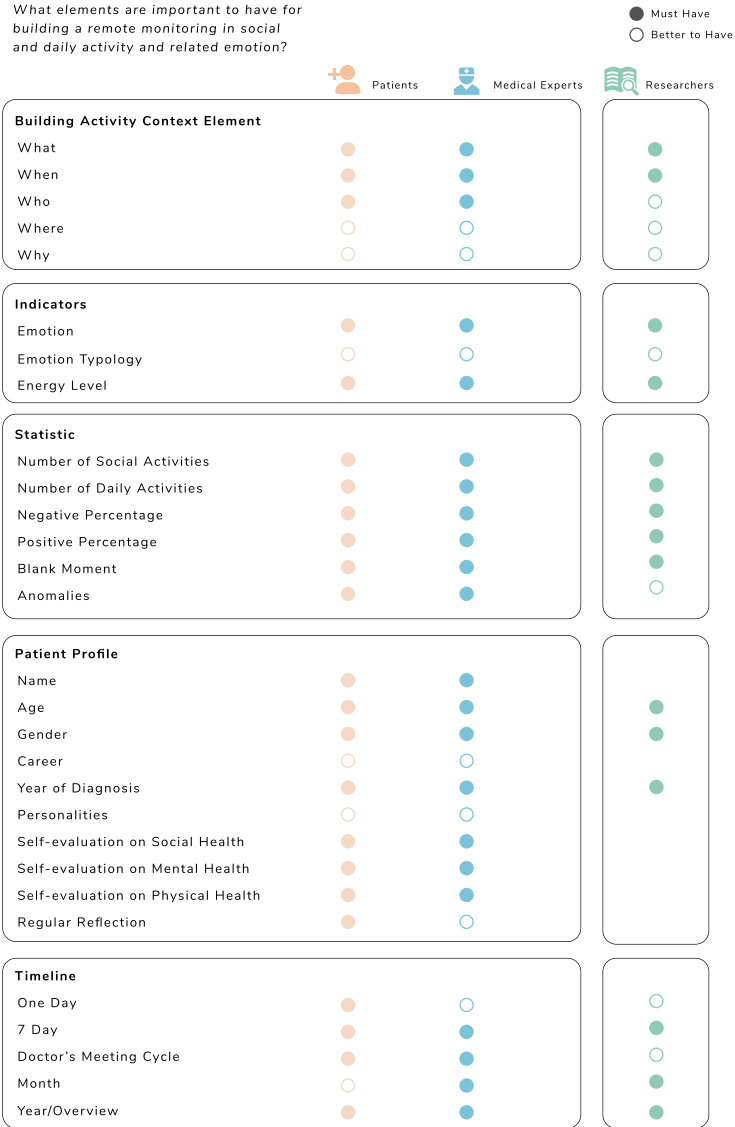 What elements are important to have for
building a remote monitoring in social
and daily activity and related emotion?
Must Have
Better to Have
Patients
Medical Experts
Researchers
Building Activity Context Element
What
When
Who
Where
Why
Indicators
Emotion
Emotion Typology
Energy Level
Statistic
Number of Social Activities
Number of Daily Activities
Negative Percentage
Positive Percentage
Blank Moment
Anomalies
Patient Profile
Name
Age
Gender
Career
Year of Diagnosis
Personalities
Self-evaluation on Social Health
Self-evaluation on Mental Health
Self-evaluation on Physical Health
Regular Reflection
Timeline
One Day
7 Day
Doctor's Meeting Cycle
Month
Year/Overview